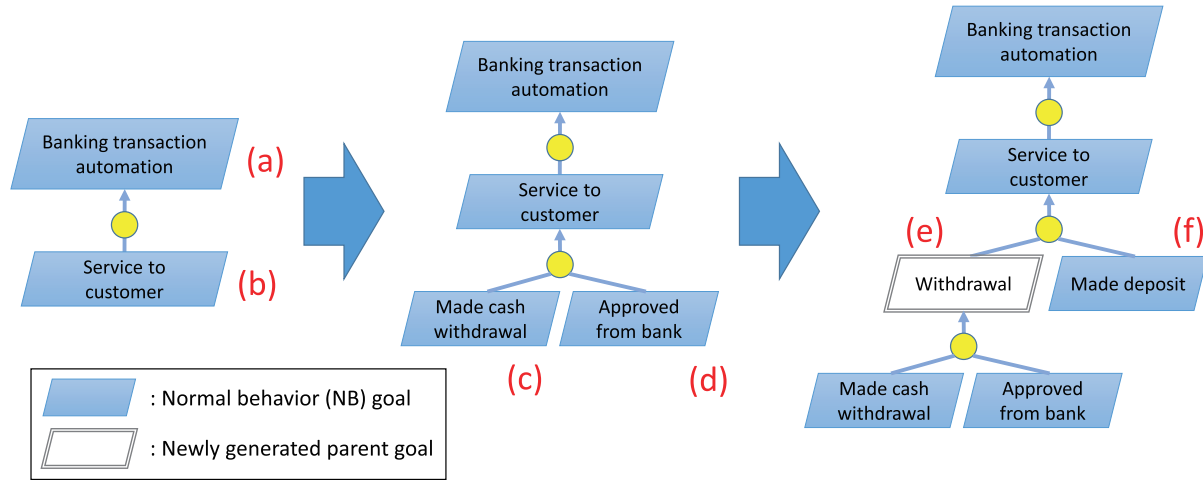 Banking transaction
automation
(a)
Service to
customer
(b)
Banking transaction
automation
Service to
customer
Made cash
withdrawal
Approved
from bank
(c)
(d)
Banking transaction
automation
Service to
customer
(e)
(f)
Withdrawal
Made deposit
Made cash
withdrawal
Approved
from bank
: Normal behavior (NB) goal
: Newly generated parent goal